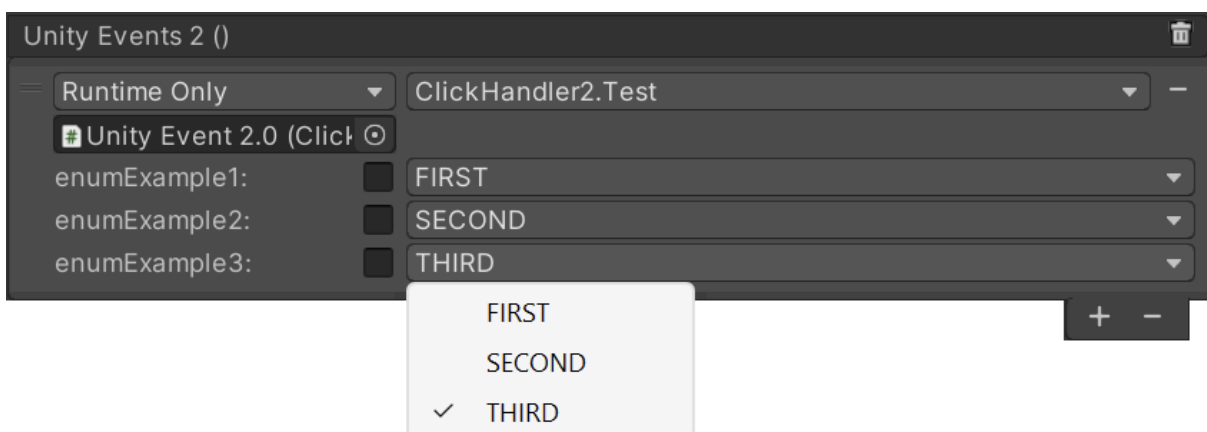 Unity Events 2 ()
Runtime Only ClickHandler2.Test
Unity Event 2.0 (Click
enumExample1: FIRST
enumExample2: SECOND
enumExample3: THIRD
FIRST
SECOND
THIRD